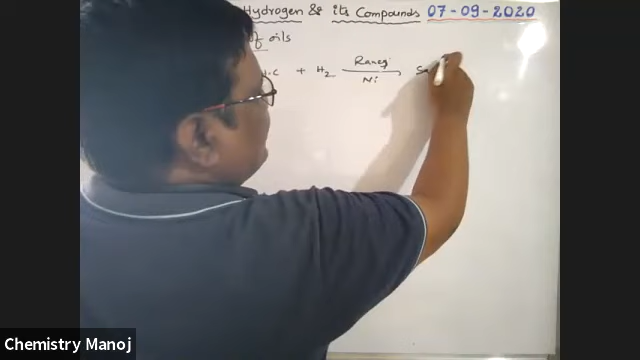 Hydrogen & its Compounds 07-09-2020
of oils
H.C + H2 Raney Ni
Chemistry Manoj